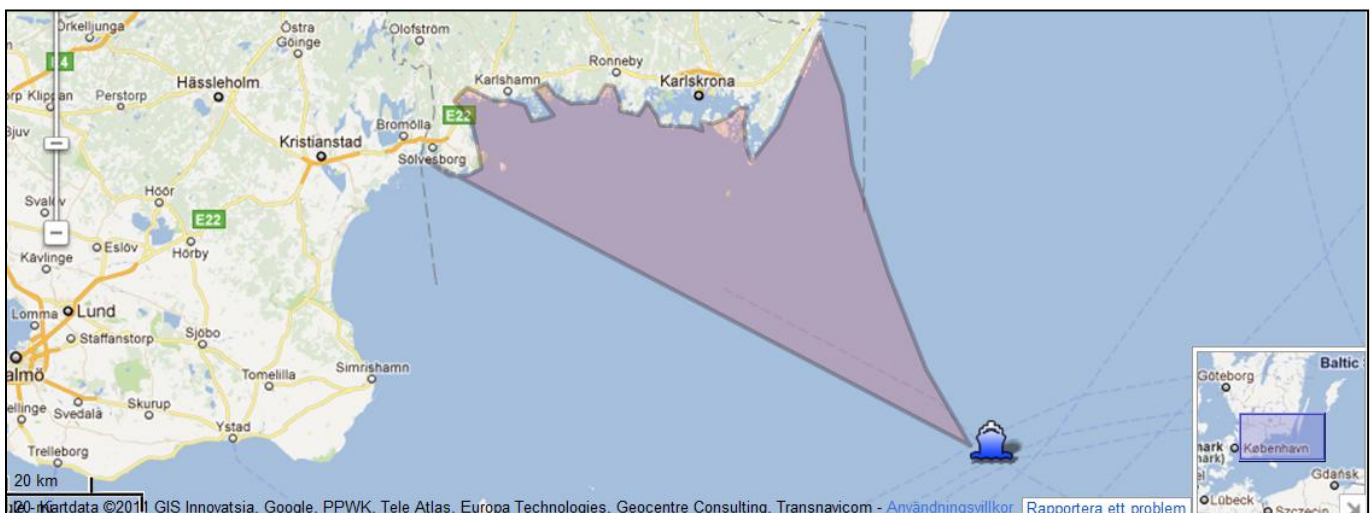 Örkelljunga
Östra
Göinge
Olofström
E4
Hässleholm
Perstorp
Karlshamn
Ronneby
Karlskrona
E22
Bromölla
Kristianstad
Sölvesborg
Höör
Svalöv
E22
Eslöv
Hörby
Kävlinge
Lomma
Lund
Staffanstorp
Sjöbo
Simrishamn
Tomelilla
Svedala
Skurup
Ystad
Trelleborg
Göteborg
Baltic
København
Gdańsk
Lübeck
Szczecin
20 km
Kartdata ©2011 GIS Innovatsia, Google, PPWK, Tele Atlas, Europa Technologies, Geocentre Consulting, Transnavicom - Användningsvillkor Rapportera ett problem